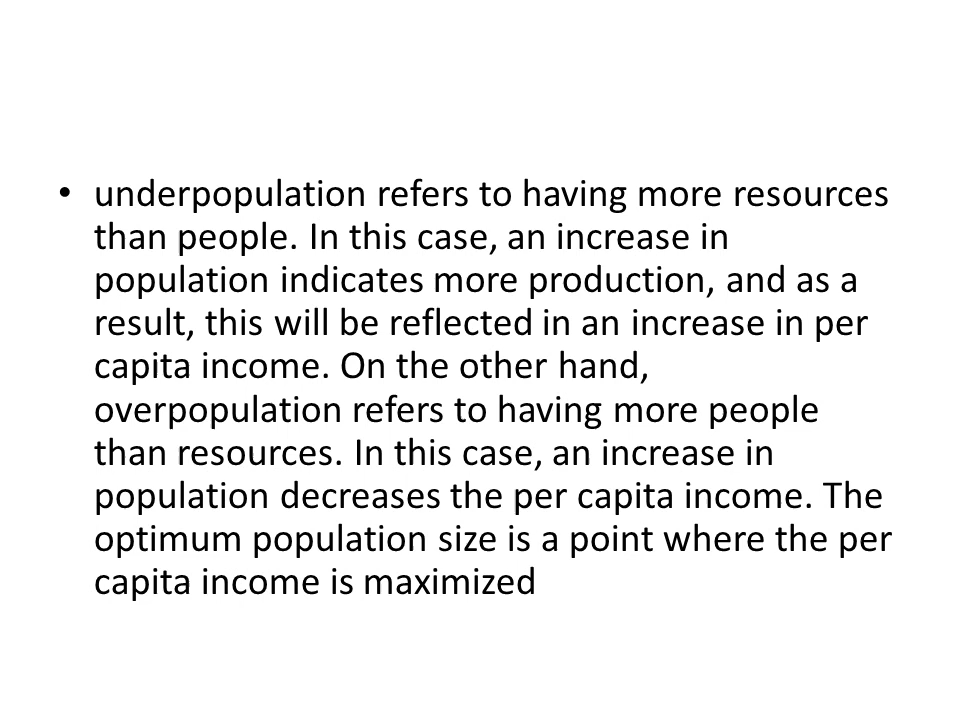 • underpopulation refers to having more resources
than people. In this case, an increase in
population indicates more production, and as a
result, this will be reflected in an increase in per
capita income. On the other hand,
overpopulation refers to having more people
than resources. In this case, an increase in
population decreases the per capita income. The
optimum population size is a point where the per
capita income is maximized